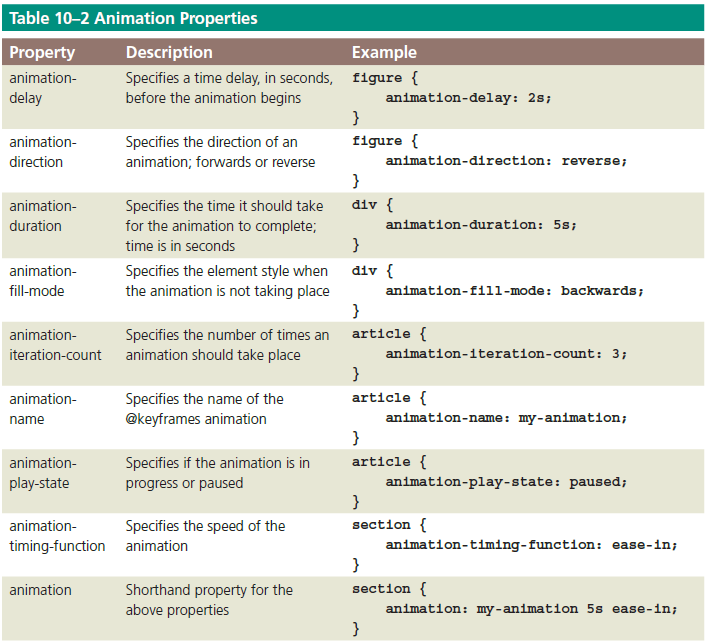 Table 10–2 Animation Properties
Property Description Example
animation- Specifies a time delay, in seconds, figure {
delay before the animation begins animation-delay: 2s;
}
animation- Specifies the direction of an figure {
direction animation; forwards or reverse animation-direction: reverse;
}
animation- Specifies the time it should take div {
duration for the animation to complete; animation-duration: 5s;
time is in seconds }
animation- Specifies the element style when div {
fill-mode the animation is not taking place animation-fill-mode: backwards;
}
animation- Specifies the number of times an article {
iteration-count animation should take place animation-iteration-count: 3;
}
animation- Specifies the name of the article {
name @keyframes animation animation-name: my-animation;
}
animation- Specifies if the animation is in article {
play-state progress or paused animation-play-state: paused;
}
animation- Specifies the speed of the section {
timing-function animation animation-timing-function: ease-in;
}
animation Shorthand property for the section {
above properties animation: my-animation 5s ease-in;
}